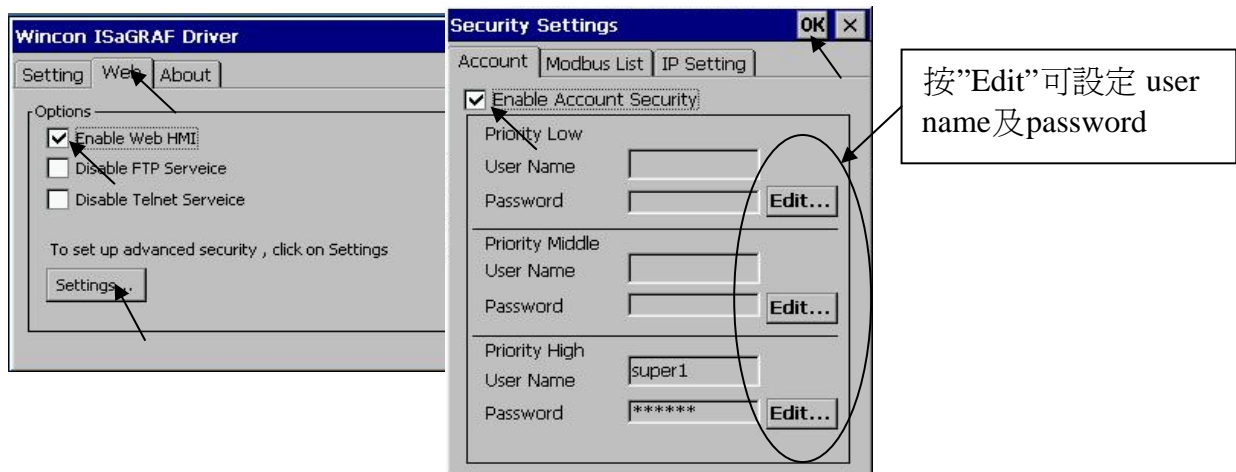 Wincon ISaGRAF Driver
Setting Web About
Options
Enable Web HMI
Disable FTP Serveice
Disable Telnet Serveice
To set up advanced security , click on Settings
Settings...
Security Settings OK
Account Modbus List IP Setting
Enable Account Security
Priority Low
User Name
Password Edit...
Priority Middle
User Name
Password Edit...
Priority High
User Name super1
Password ****** Edit...
按”Edit”可設定 user
name及password